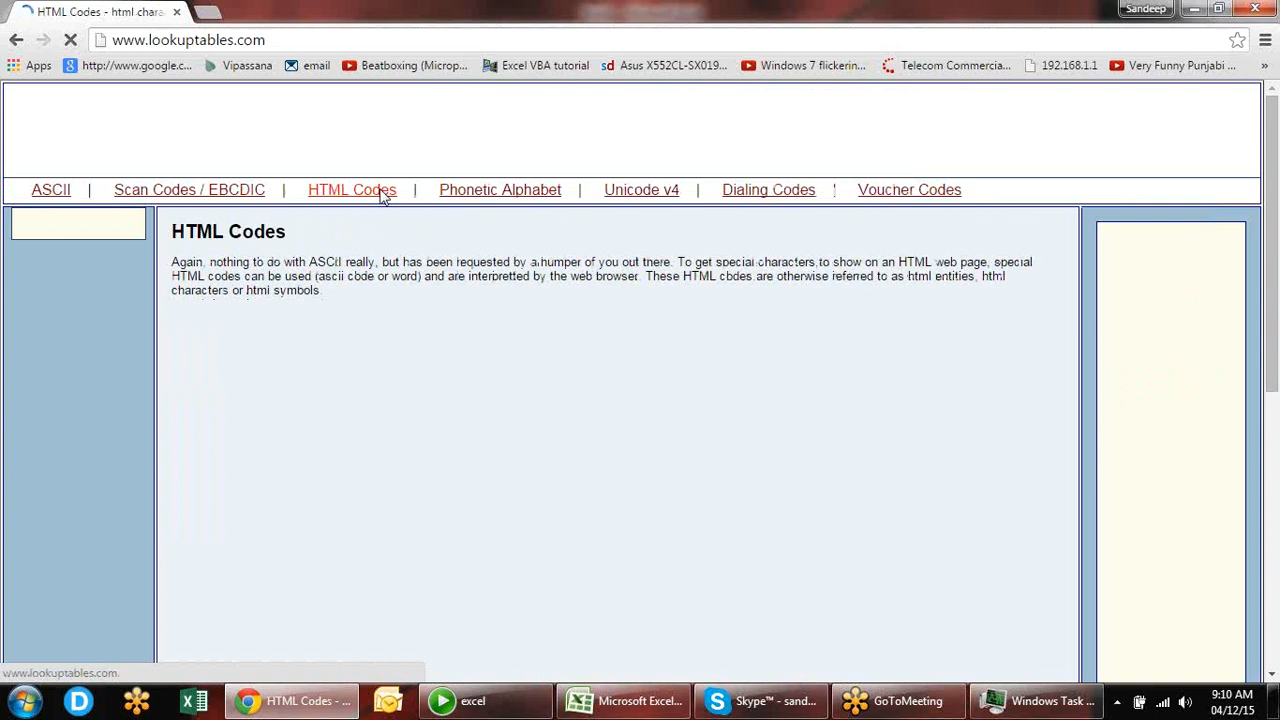 HTML Codes - html chara
Sandeep
www.lookuptables.com
Apps
http://www.google.c...
Vipassana
email
Beatboxing (Microp...
Excel VBA tutorial
sd Asus X552CL-SX019...
Windows 7 flickerin...
Telecom Commercia...
192.168.1.1
Very Funny Punjabi ...
»
ASCII | Scan Codes / EBCDIC | HTML Codes | Phonetic Alphabet | Unicode v4 | Dialing Codes | Voucher Codes
HTML Codes
Again, nothing to do with ASCII really, but has been requested by a humper of you out there. To get special characters to show on an HTML web page, special
HTML codes can be used (ascii code or word) and are interpretted by the web browser. These HTML codes are otherwise referred to as html entities, html
characters or html symbols.
www.lookuptables.com.
HTML Codes - ...
excel
Microsoft Excel...
Skype™ - sand...
GoToMeeting
Windows Task ...
9:10 AM
04/12/15